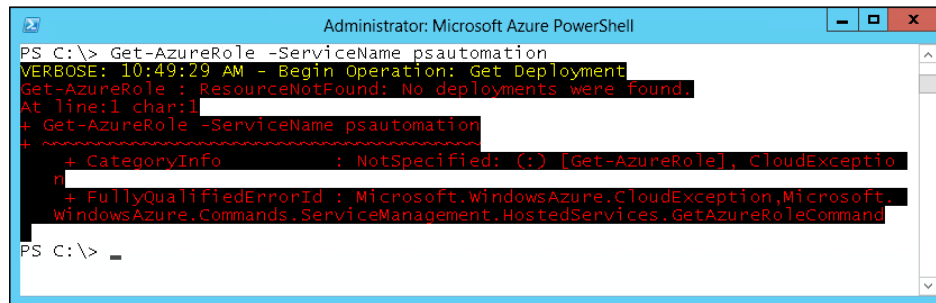 Administrator: Microsoft Azure PowerShell
PS C:\> Get-AzureRole -ServiceName psautomation
VERBOSE: 10:49:29 AM - Begin Operation: Get Deployment
Get-AzureRole : ResourceNotFound: No deployments were found.
At line:1 char:1
+ Get-AzureRole -ServiceName psautomation
+ ~~~~~~~~~~~~~~~~~~~~~~~~~~~~~~~~~~~~~~~
    + CategoryInfo          : NotSpecified: (:) [Get-AzureRole], CloudExceptio
   n
    + FullyQualifiedErrorId : Microsoft.WindowsAzure.CloudException,Microsoft.
   WindowsAzure.Commands.ServiceManagement.HostedServices.GetAzureRoleCommand
PS C:\> _